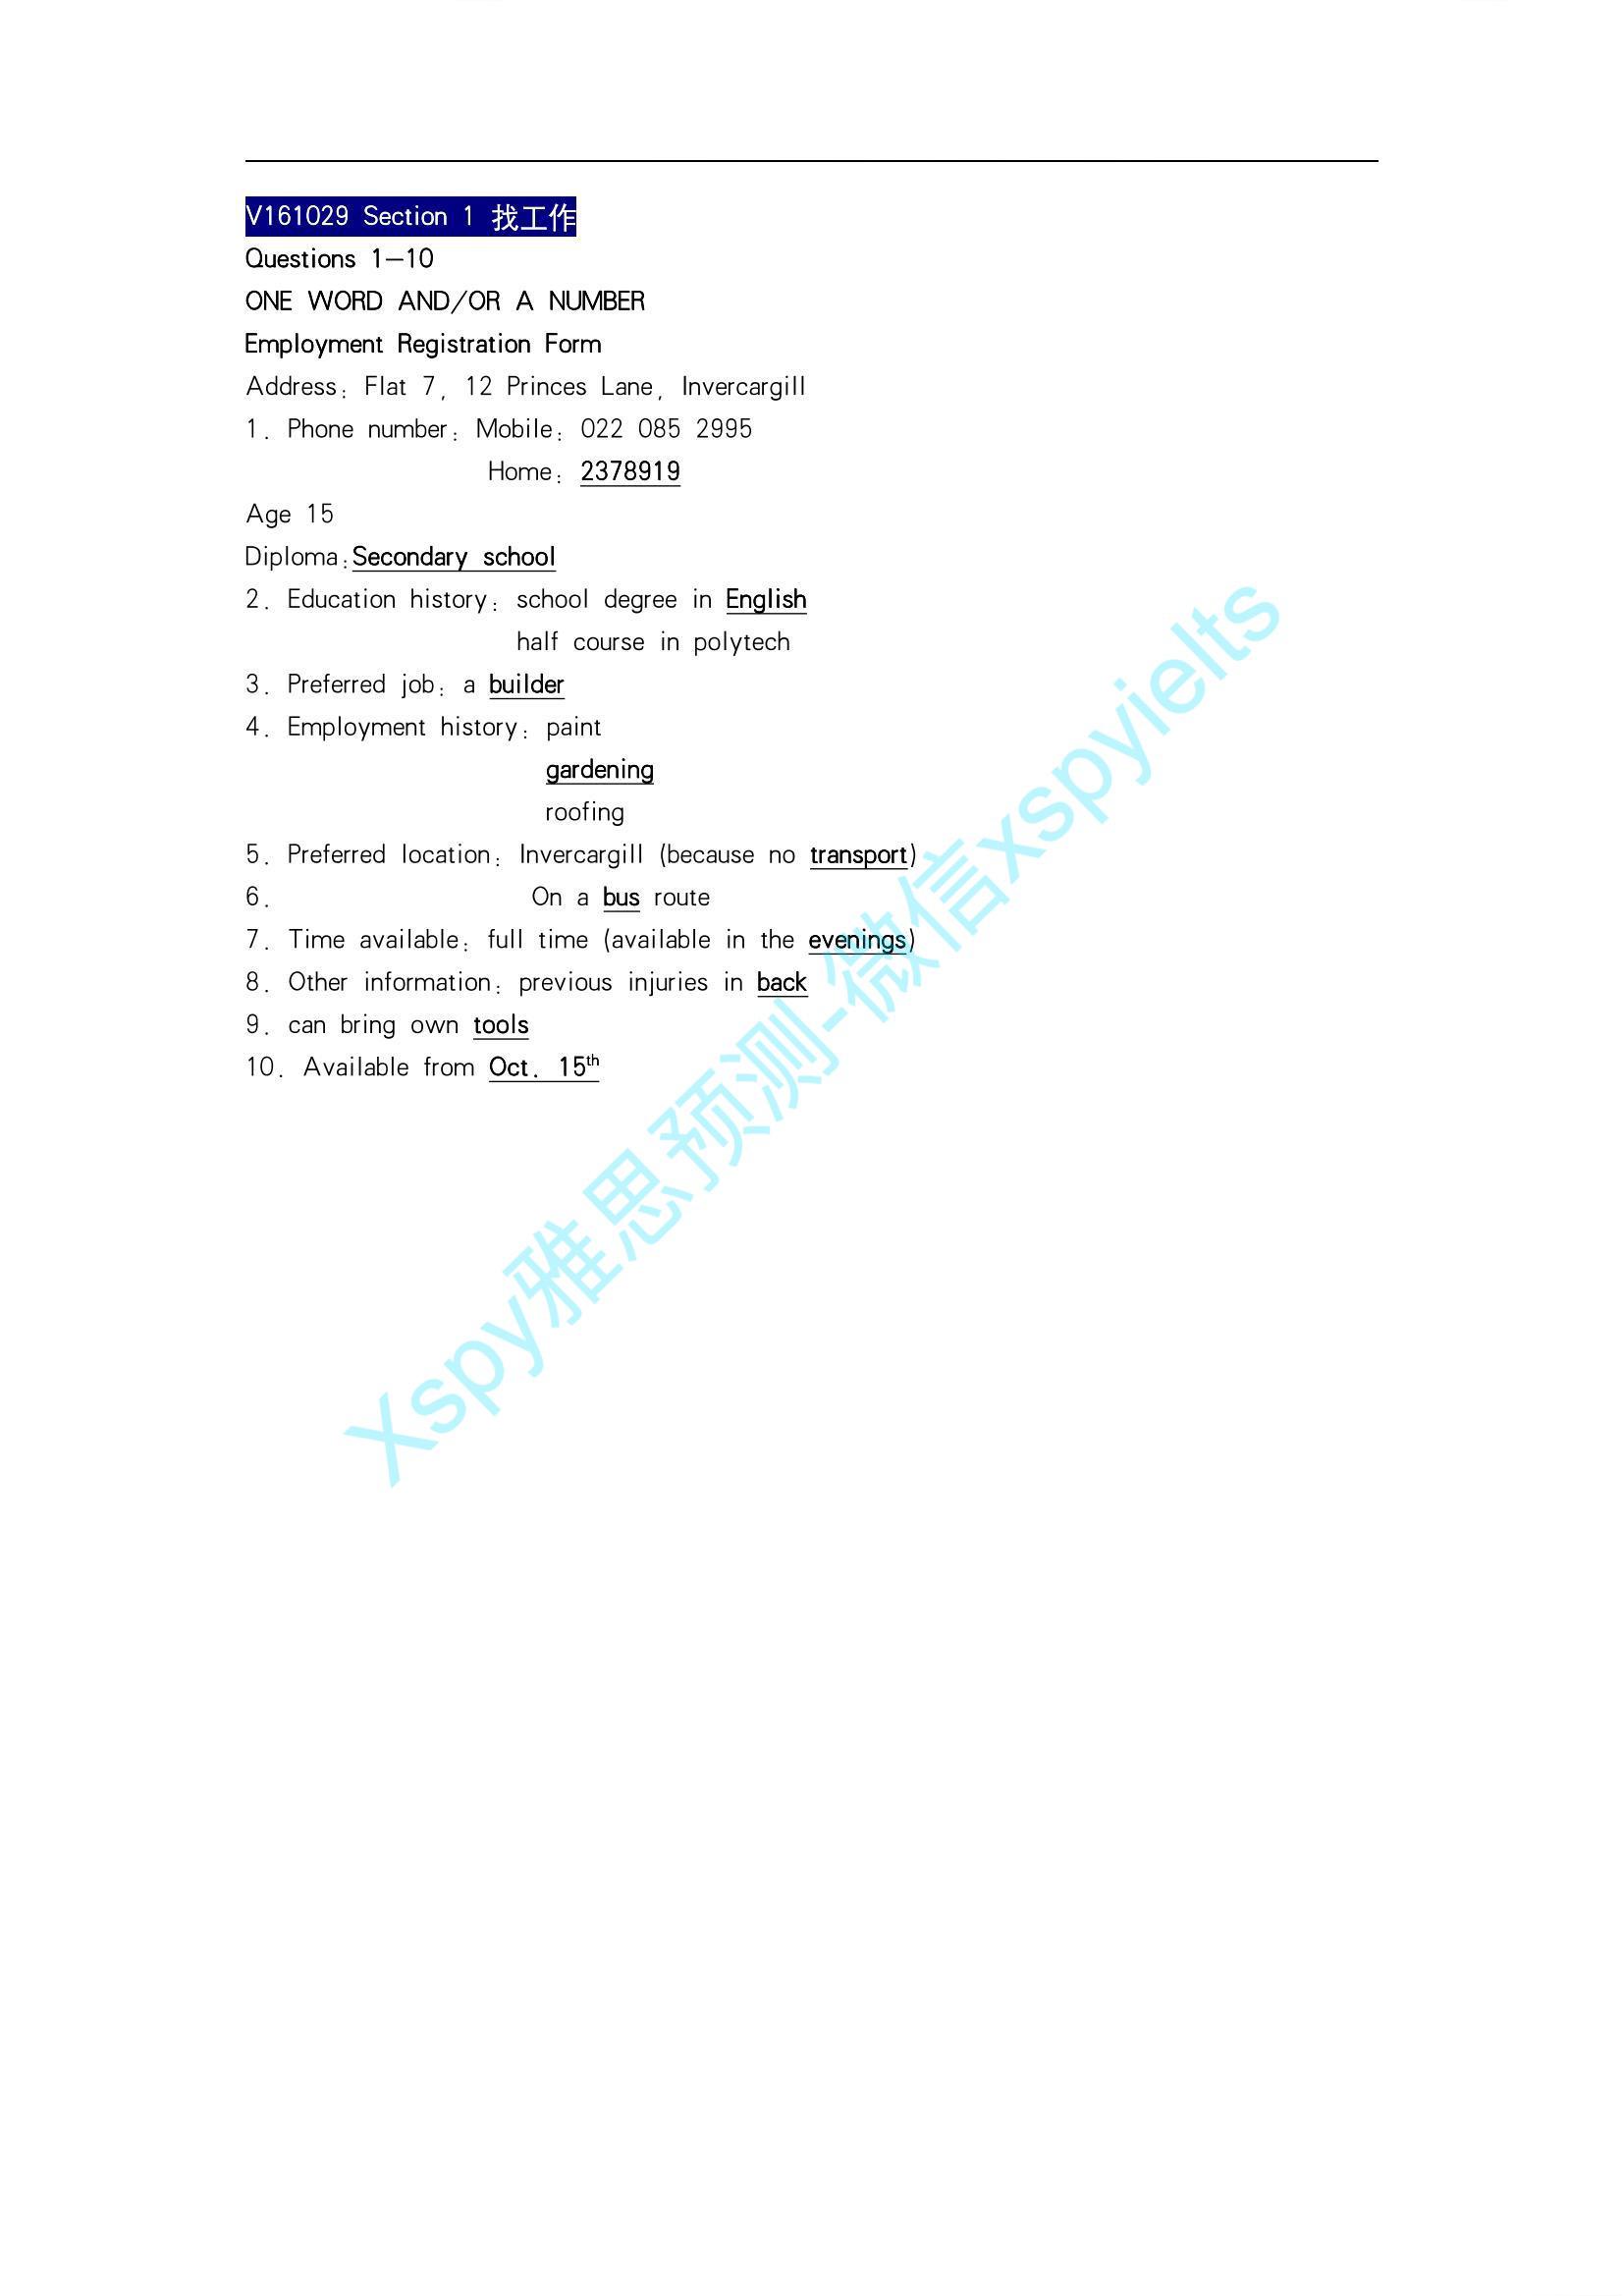 V161029 Section 1 找工作
Questions 1—10
ONE WORD AND/OR A NUMBER
Employment Registration Form
Address: Flat 7, 12 Princes Lane, Invercargill
1. Phone number: Mobile: 022 085 2995
Home: 2378919
Age 15
Diploma:Secondary school
2. Education history: school degree in English
half course in polytech
3. Preferred job: a builder
4. Employment history: paint
gardening
roofing
5. Preferred location: Invercargill (because no transport)
6. On a bus route
7. Time available: full time (available in the evenings)
8. Other information: previous injuries in back
9. can bring own tools
10. Available from Oct. 15th
Xspy雅思预测-微信xspyielts